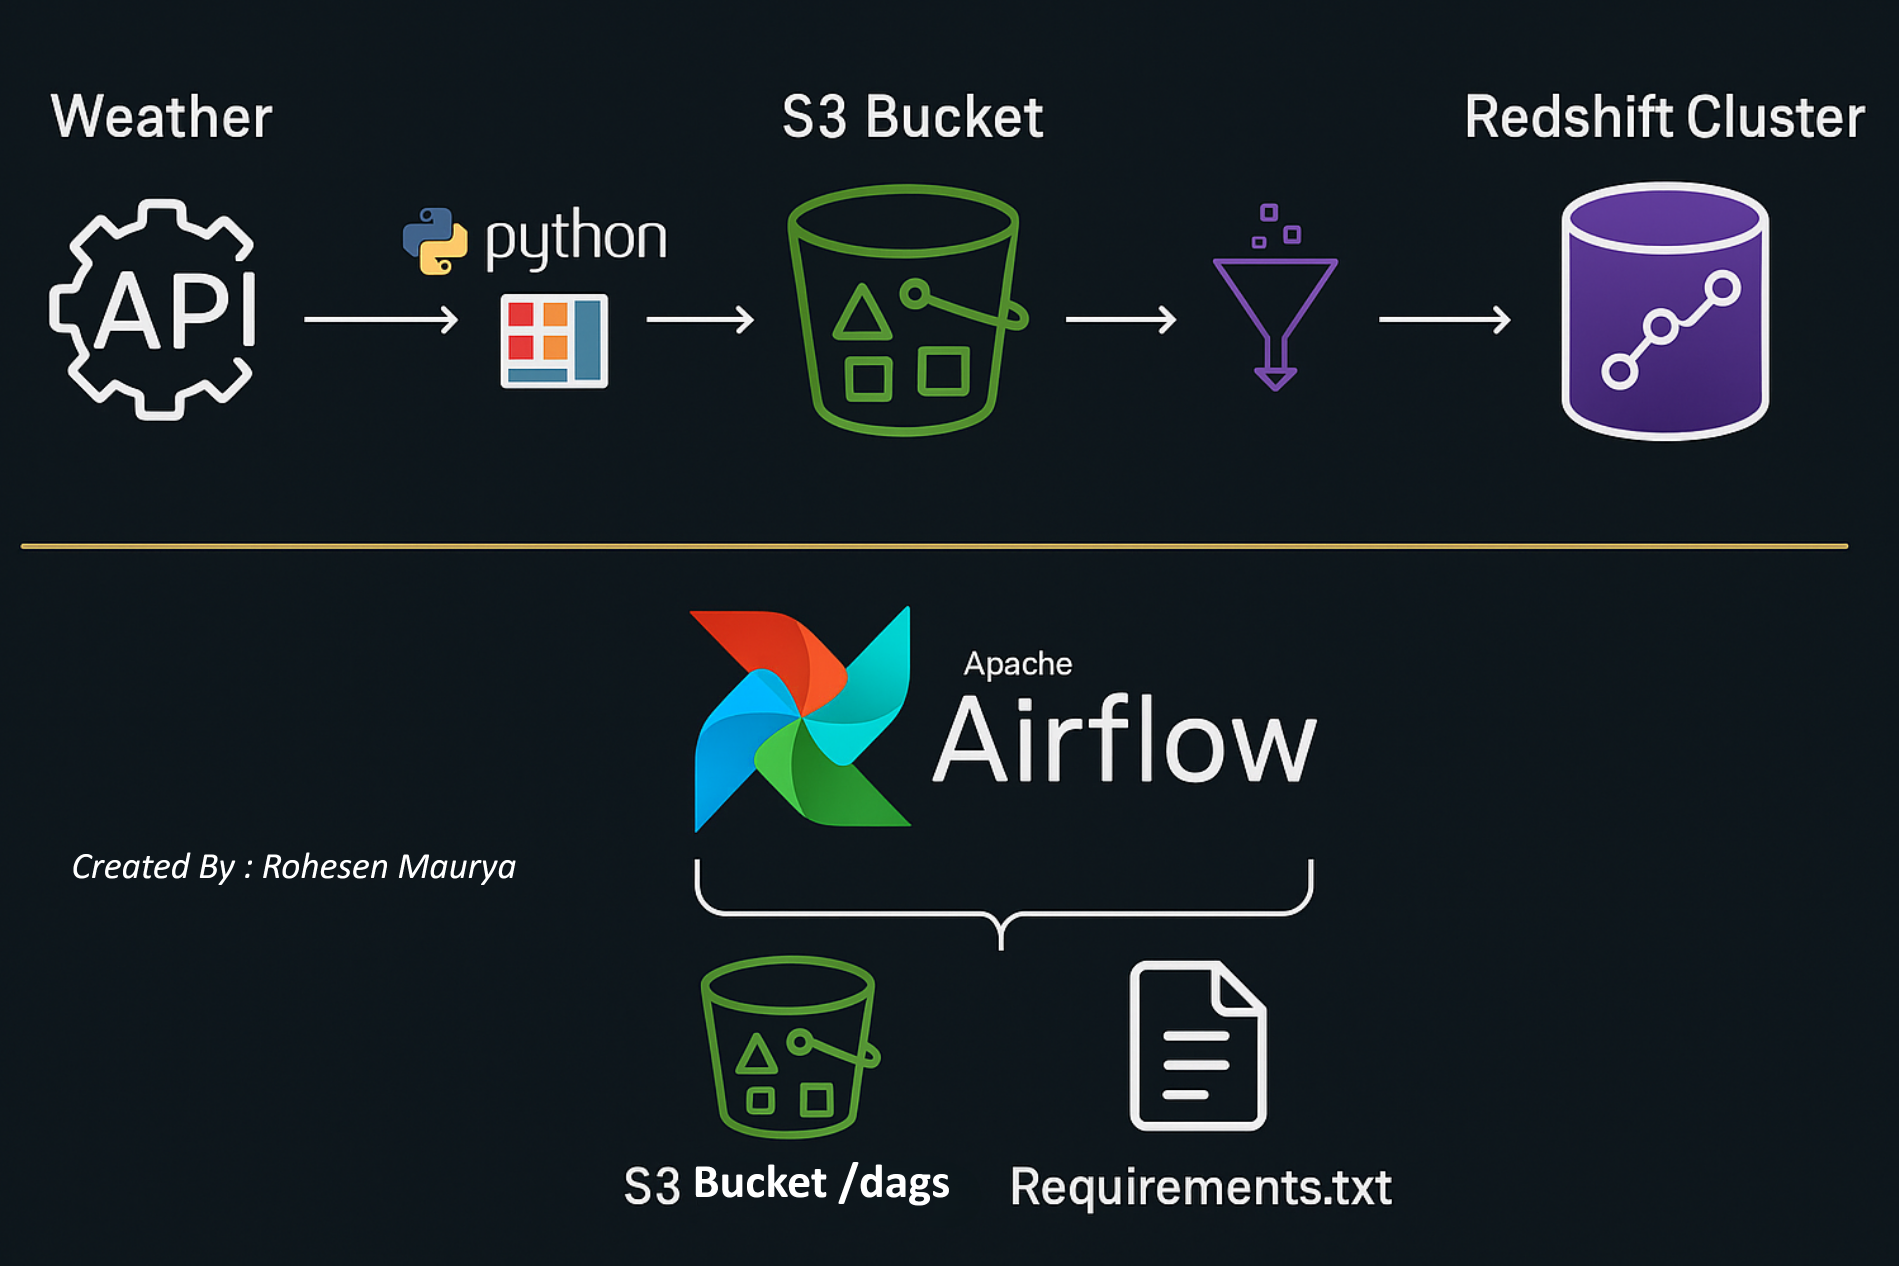 Weather
S3 Bucket
Redshift Cluster
API
python
Apache
Airflow
Created By : Rohesen Maurya
S3 Bucket /dags
Requirements.txt